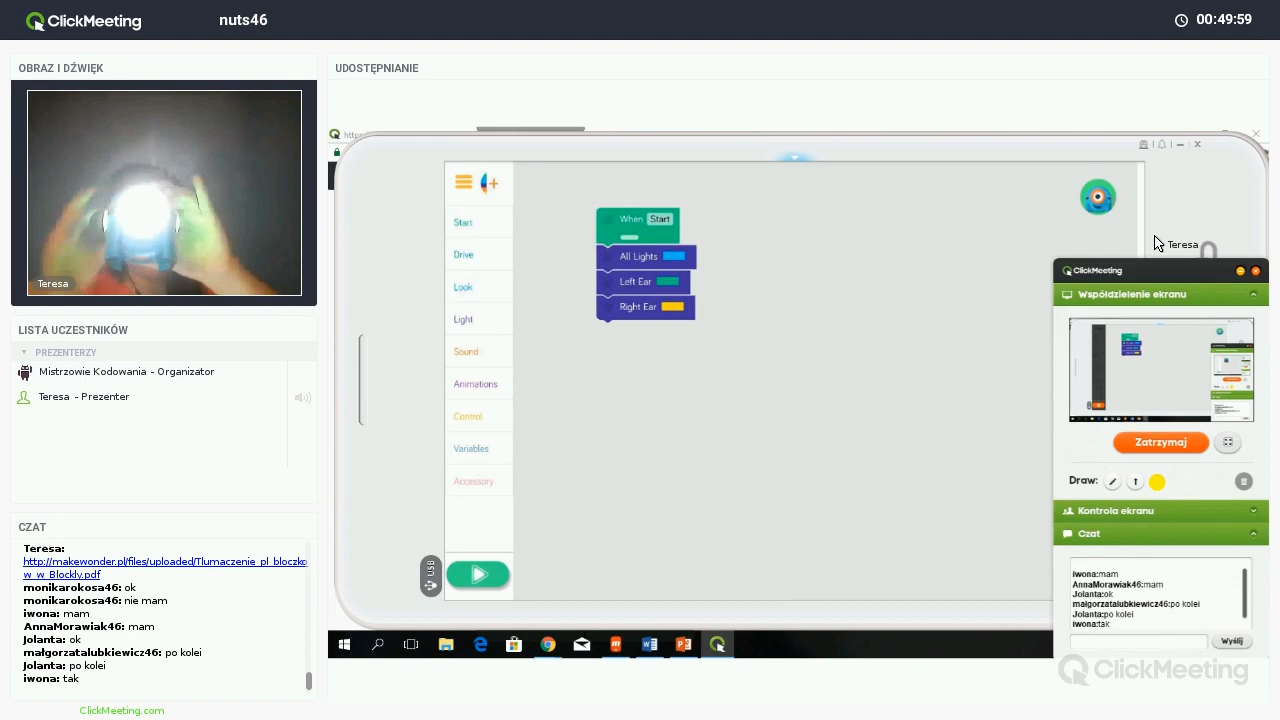 ClickMeeting
nuts46
00:49:59
OBRAZ I DŹWIĘK
Teresa
LISTA UCZESTNIKÓW
PREZENTERZY
Mistrzowie Kodowania - Organizator
Teresa - Prezenter
CZAT
Teresa:
http://makewonder.pl/files/uploaded/Tlumaczenie_pl_bloczko
w_w_Blockly.pdf
monikarokosa46: ok
monikarokosa46: nie mam
iwona: mam
AnnaMorawiak46: mam
Jolanta: ok
małgorzatalubkiewicz46: po kolei
Jolanta: po kolei
iwona: tak
ClickMeeting.com
UDOSTĘPNIANIE
https
Start
Drive
Look
Light
Sound
Animations
Control
Variables
Accessory
When Start
All Lights
Left Ear
Right Ear
USB
Teresa
ClickMeeting
Współdzielenie ekranu
Zatrzymaj
Draw:
Kontrola ekranu
Czat
iwona:mam
AnnaMorawiak46:mam
Jolanta:ok
małgorzatalubkiewicz46:po kolei
Jolanta:po kolei
iwona:tak
Wyślij
ClickMeeting